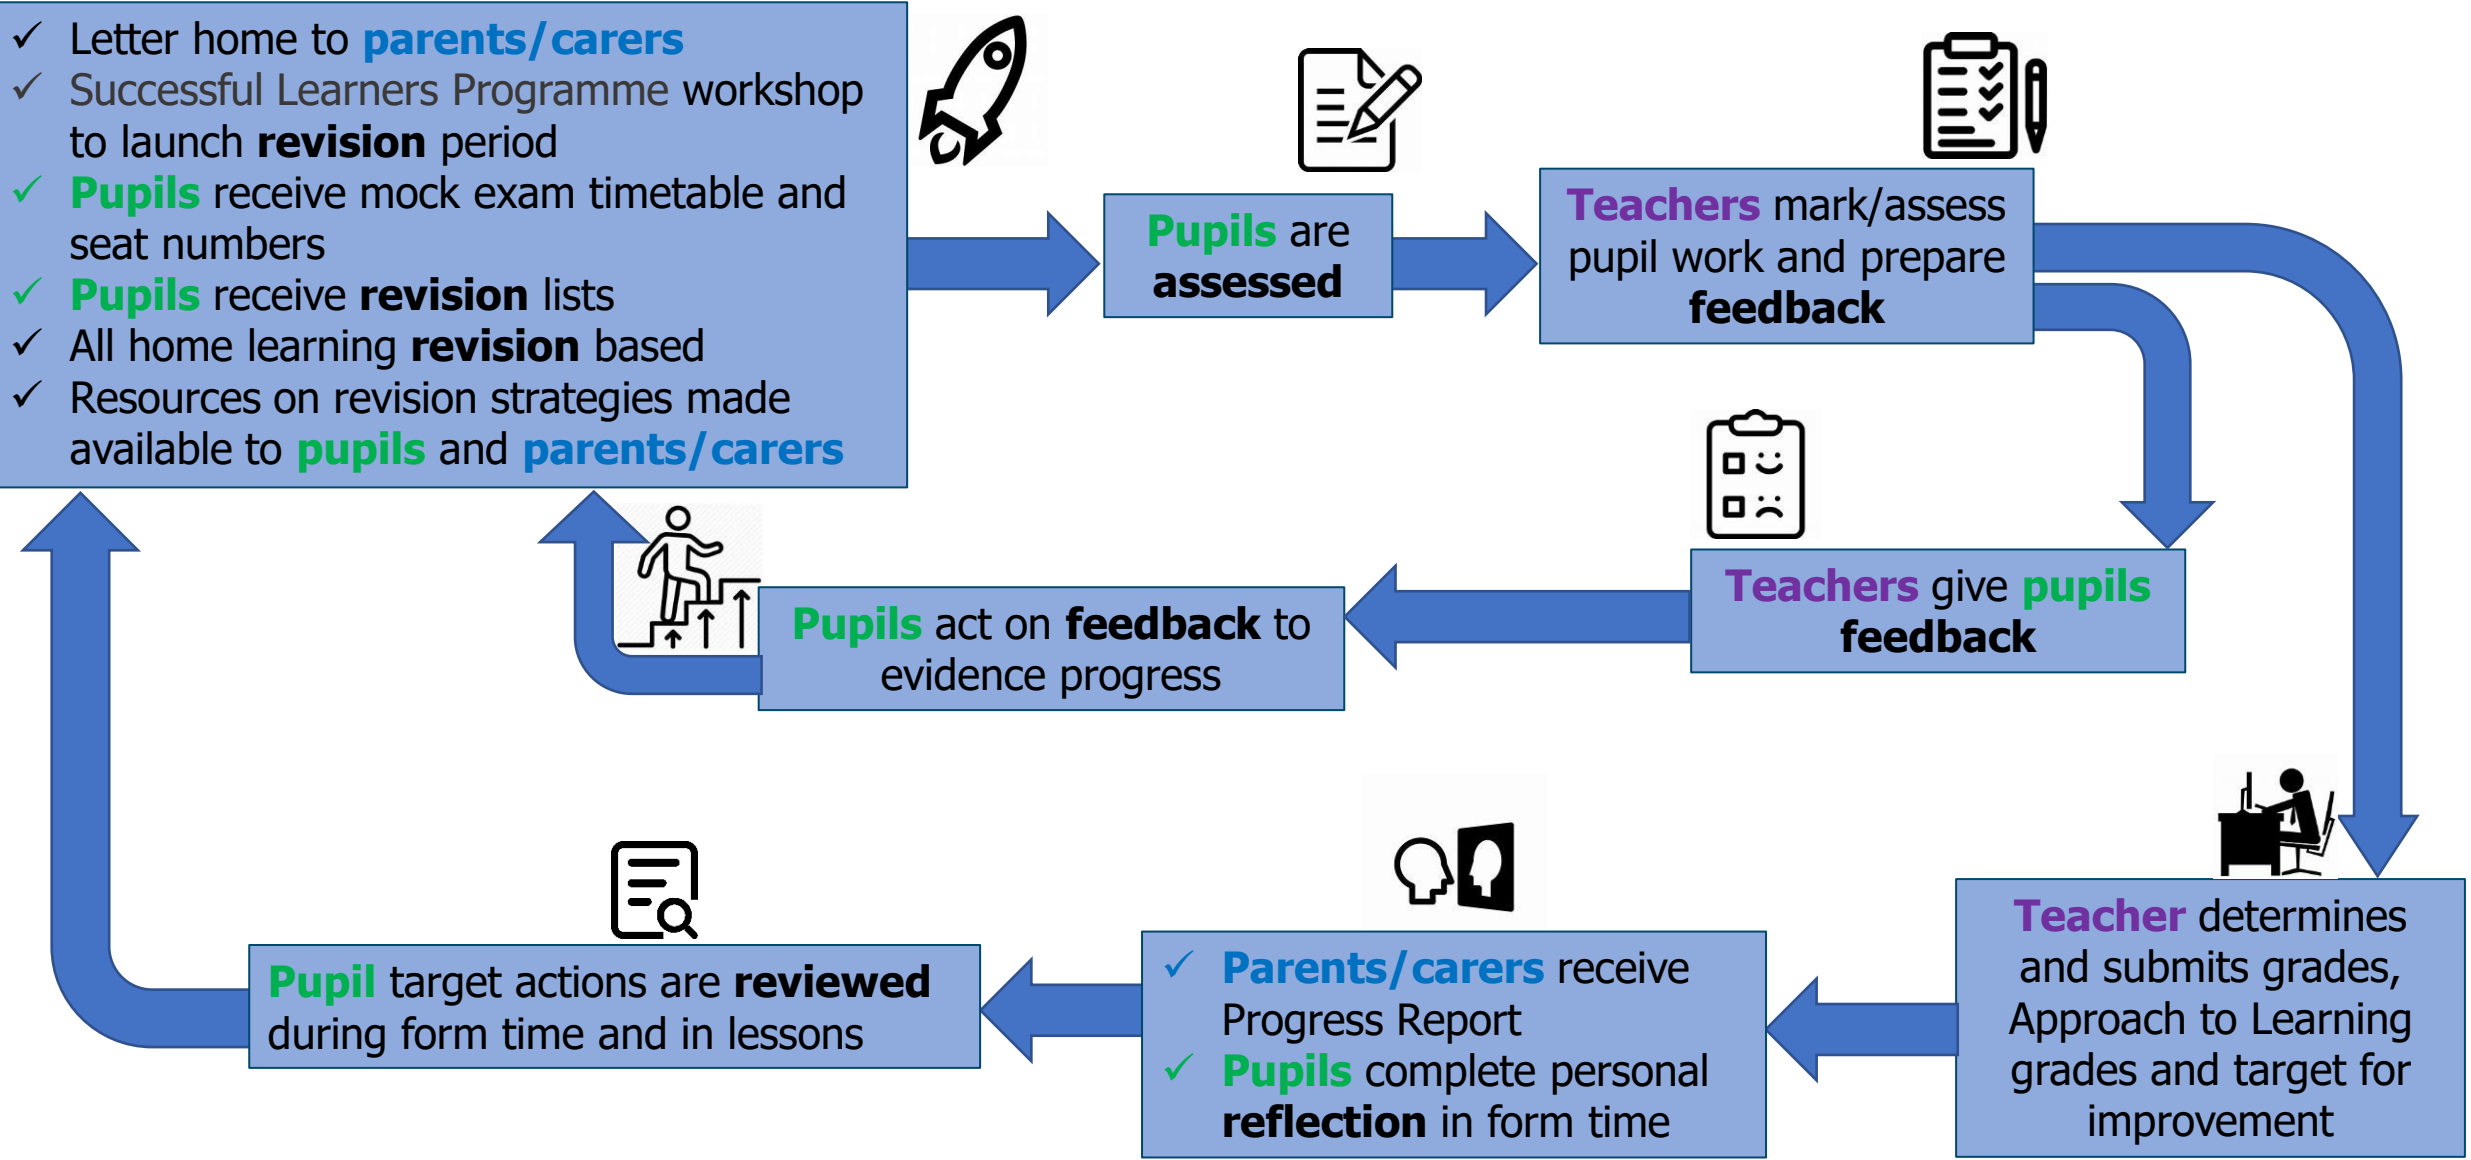 ✓ Letter home to parents/carers
✓ Successful Learners Programme workshop
to launch revision period
✓ Pupils receive mock exam timetable and
seat numbers
✓ Pupils receive revision lists
✓ All home learning revision based
✓ Resources on revision strategies made
available to pupils and parents/carers
Pupils are
assessed
Teachers mark/assess
pupil work and prepare
feedback
Teachers give pupils
feedback
Pupils act on feedback to
evidence progress
Teacher determines
and submits grades,
Approach to Learning
grades and target for
improvement
✓ Parents/carers receive
Progress Report
✓ Pupils complete personal
reflection in form time
Pupil target actions are reviewed
during form time and in lessons